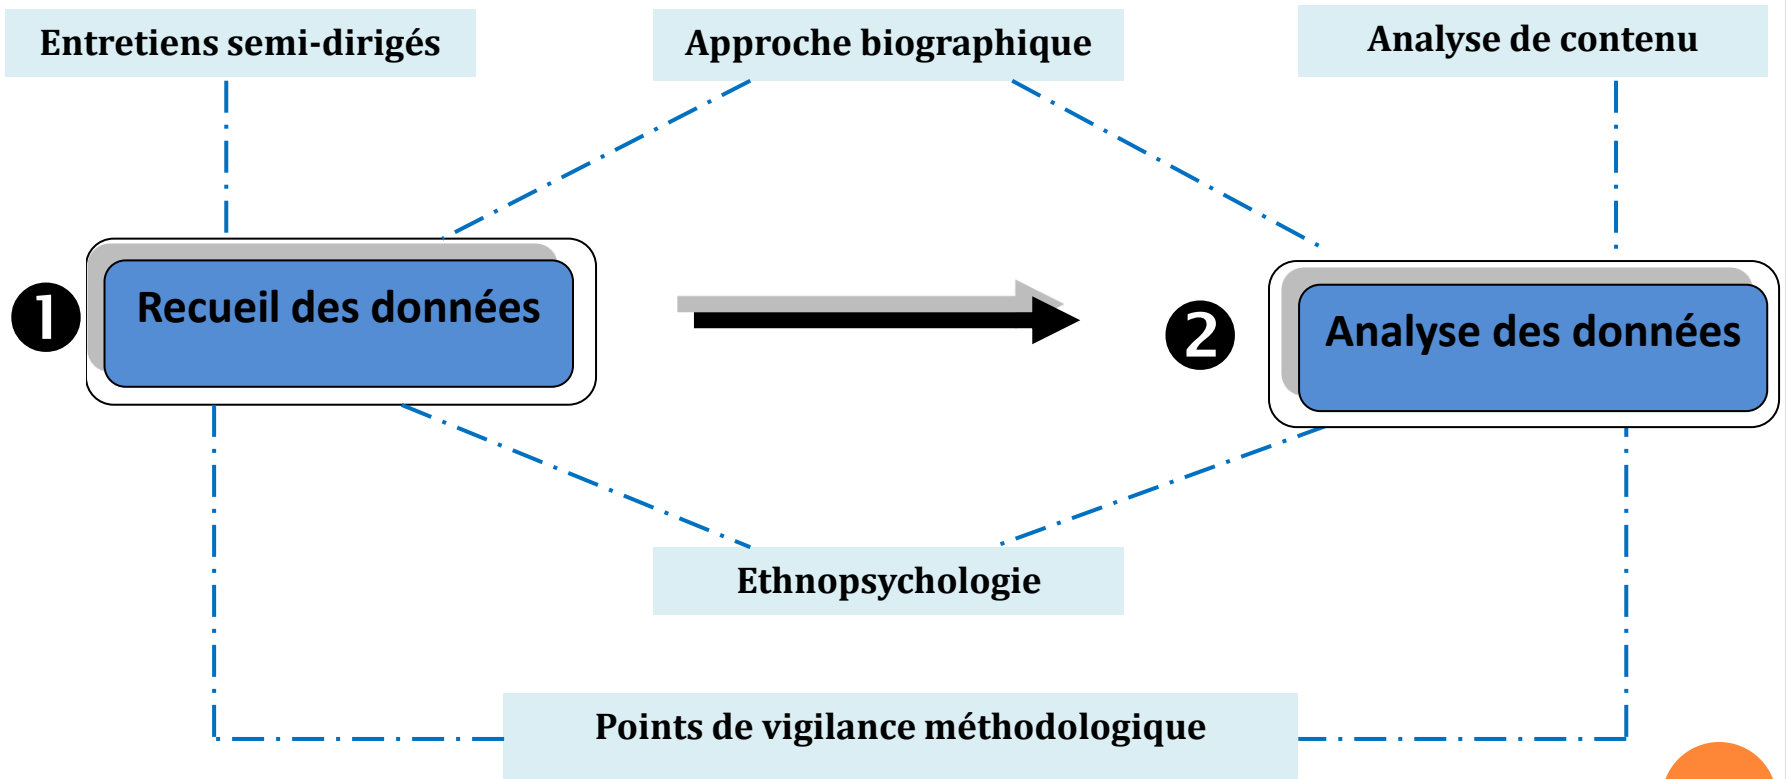 Entretiens semi-dirigés
Approche biographique
Analyse de contenu
❶
Recueil des données
❷
Analyse des données
Ethnopsychologie
Points de vigilance méthodologique